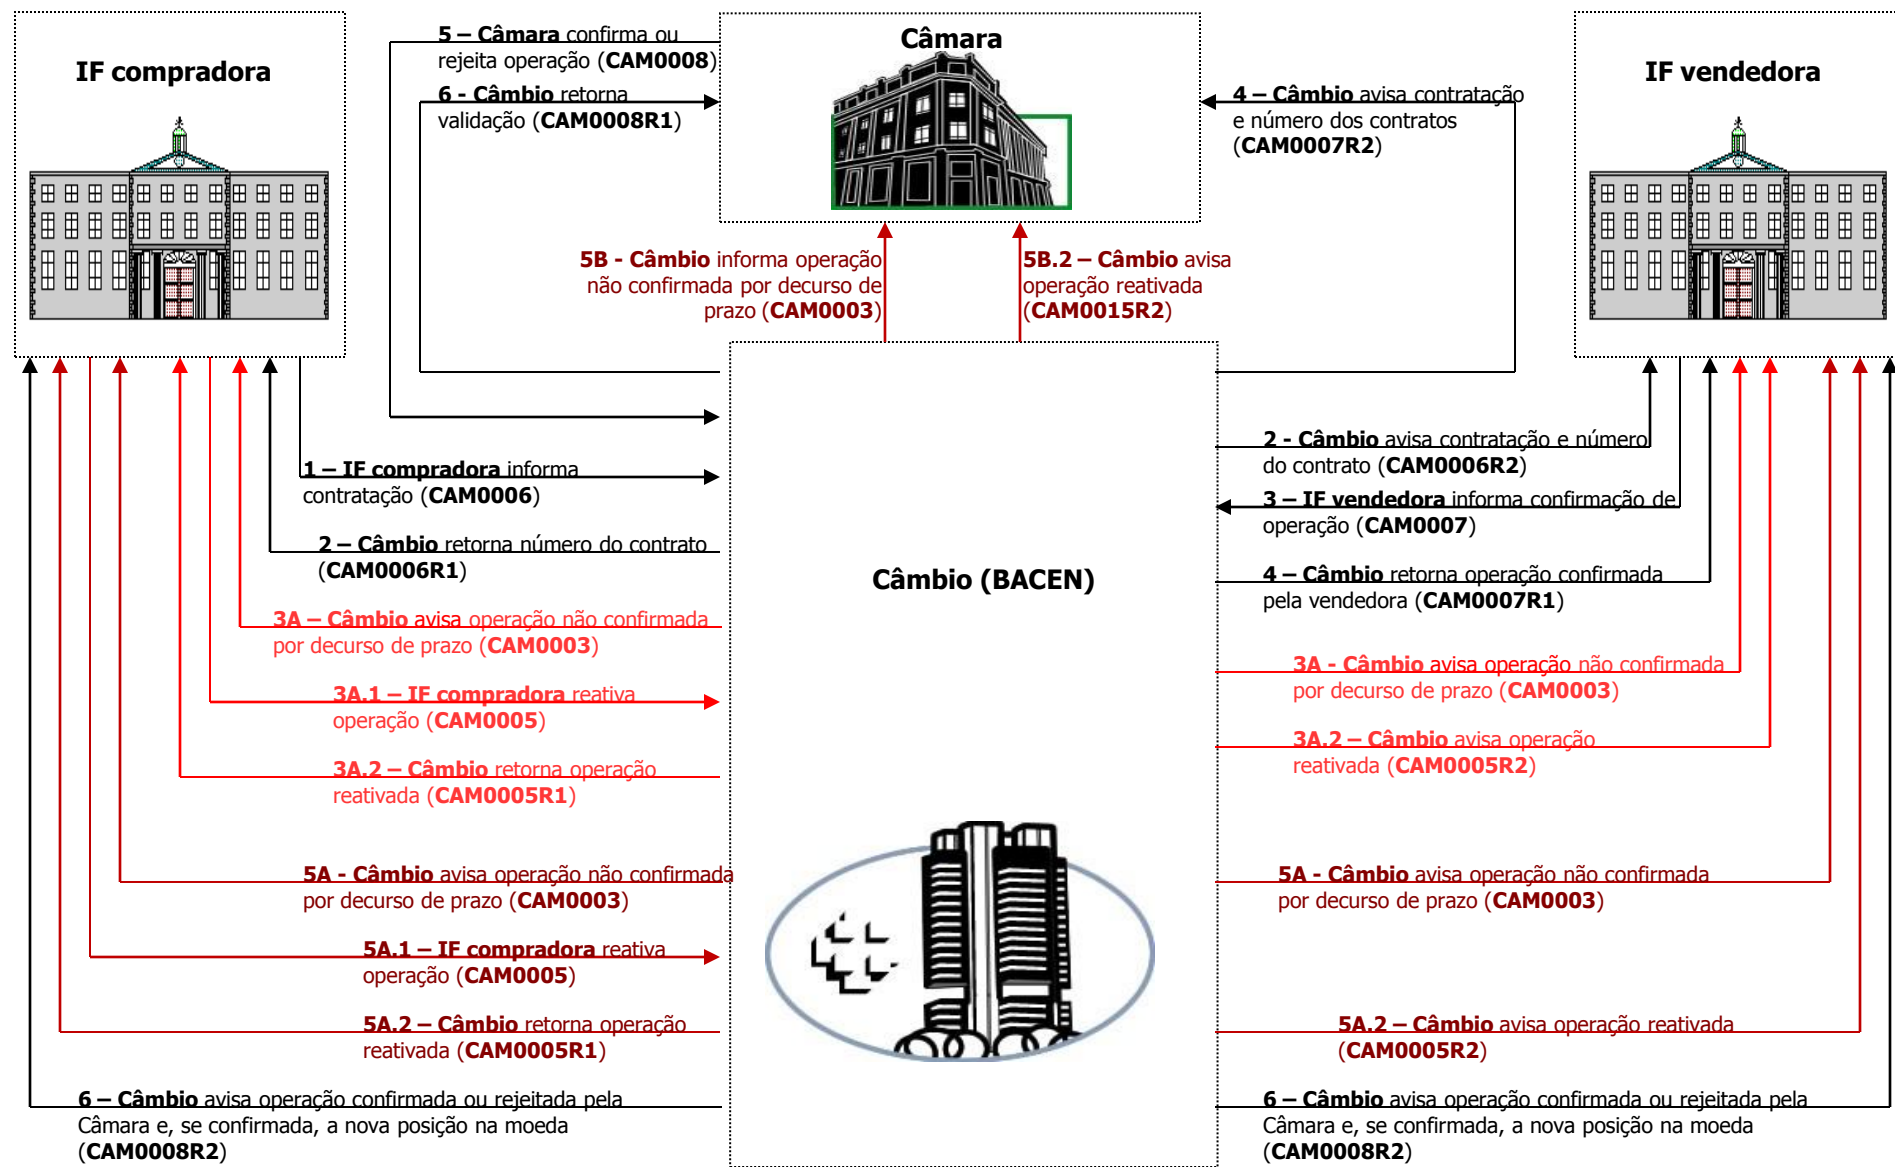 IF compradora
5 – Câmara confirma ou
rejeita operação (CAM0008)
6 - Câmbio retorna
validação (CAM0008R1)
Câmara
4 – Câmbio avisa contratação
e número dos contratos
(CAM0007R2)
IF vendedora
5B - Câmbio informa operação
não confirmada por decurso de
prazo (CAM0003)
5B.2 – Câmbio avisa
operação reativada
(CAM0015R2)
1 – IF compradora informa
contratação (CAM0006)
2 – Câmbio retorna número do contrato
(CAM0006R1)
3A – Câmbio avisa operação não confirmada
por decurso de prazo (CAM0003)
3A.1 – IF compradora reativa
operação (CAM0005)
3A.2 – Câmbio retorna operação
reativada (CAM0005R1)
5A - Câmbio avisa operação não confirmada
por decurso de prazo (CAM0003)
5A.1 – IF compradora reativa
operação (CAM0005)
5A.2 – Câmbio retorna operação
reativada (CAM0005R1)
6 – Câmbio avisa operação confirmada ou rejeitada pela
Câmara e, se confirmada, a nova posição na moeda
(CAM0008R2)
Câmbio (BACEN)
2 - Câmbio avisa contratação e número
do contrato (CAM0006R2)
3 – IF vendedora informa confirmação de
operação (CAM0007)
4 – Câmbio retorna operação confirmada
pela vendedora (CAM0007R1)
3A - Câmbio avisa operação não confirmada
por decurso de prazo (CAM0003)
3A.2 – Câmbio avisa operação
reativada (CAM0005R2)
5A - Câmbio avisa operação não confirmada
por decurso de prazo (CAM0003)
5A.2 – Câmbio avisa operação reativada
(CAM0005R2)
6 – Câmbio avisa operação confirmada ou rejeitada pela
Câmara e, se confirmada, a nova posição na moeda
(CAM0008R2)